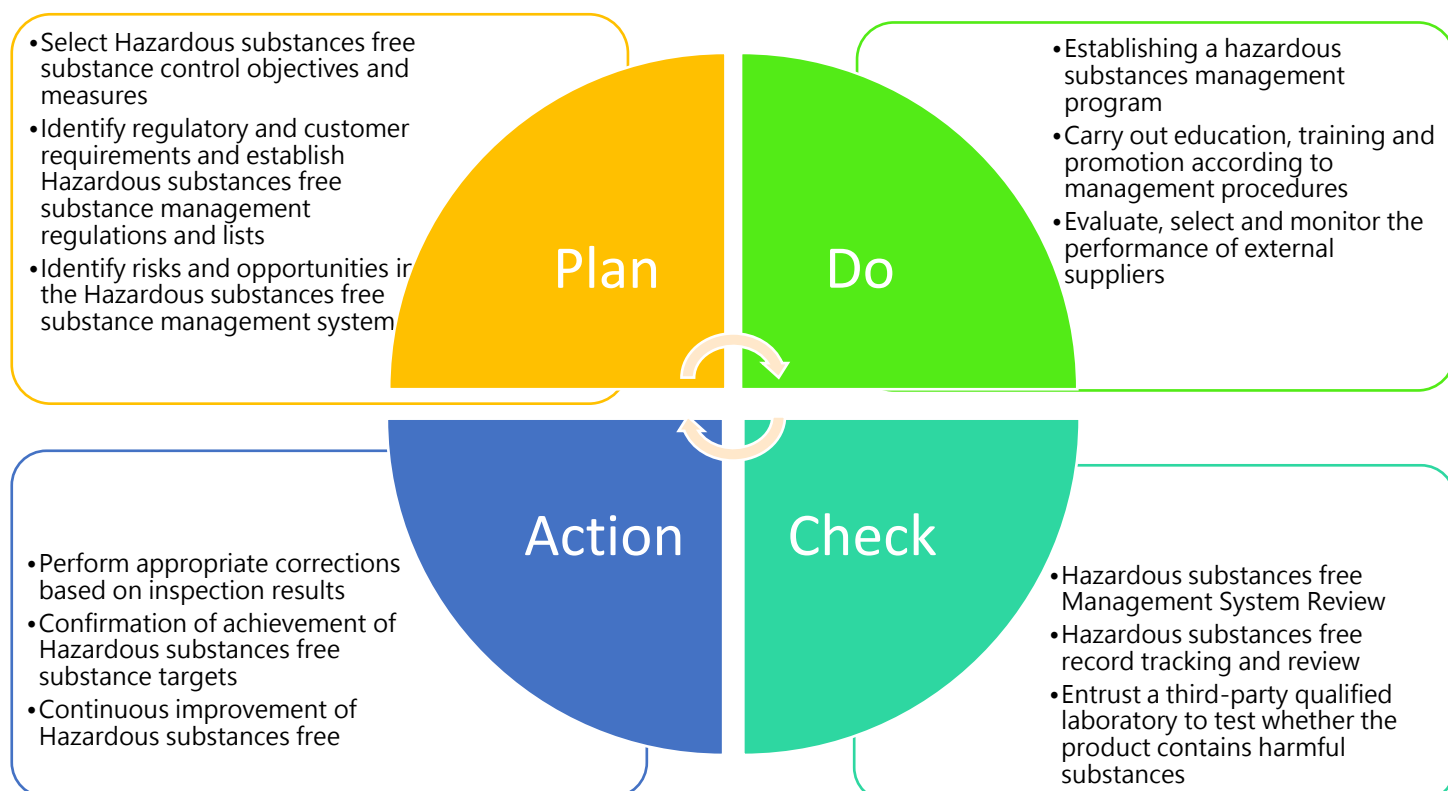 •Select Hazardous substances free
substance control objectives and
measures
•Identify regulatory and customer
requirements and establish
Hazardous substances free
substance management
regulations and lists
•Identify risks and opportunities in
the Hazardous substances free
substance management system
Plan
•Establishing a hazardous
substances management
program
•Carry out education, training and
promotion according to
management procedures
•Evaluate, select and monitor the
performance of external
suppliers
Do
•Perform appropriate corrections
based on inspection results
•Confirmation of achievement of
Hazardous substances free
substance targets
•Continuous improvement of
Hazardous substances free
Action
Check
•Hazardous substances free
Management System Review
•Hazardous substances free
record tracking and review
•Entrust a third-party qualified
laboratory to test whether the
product contains harmful
substances